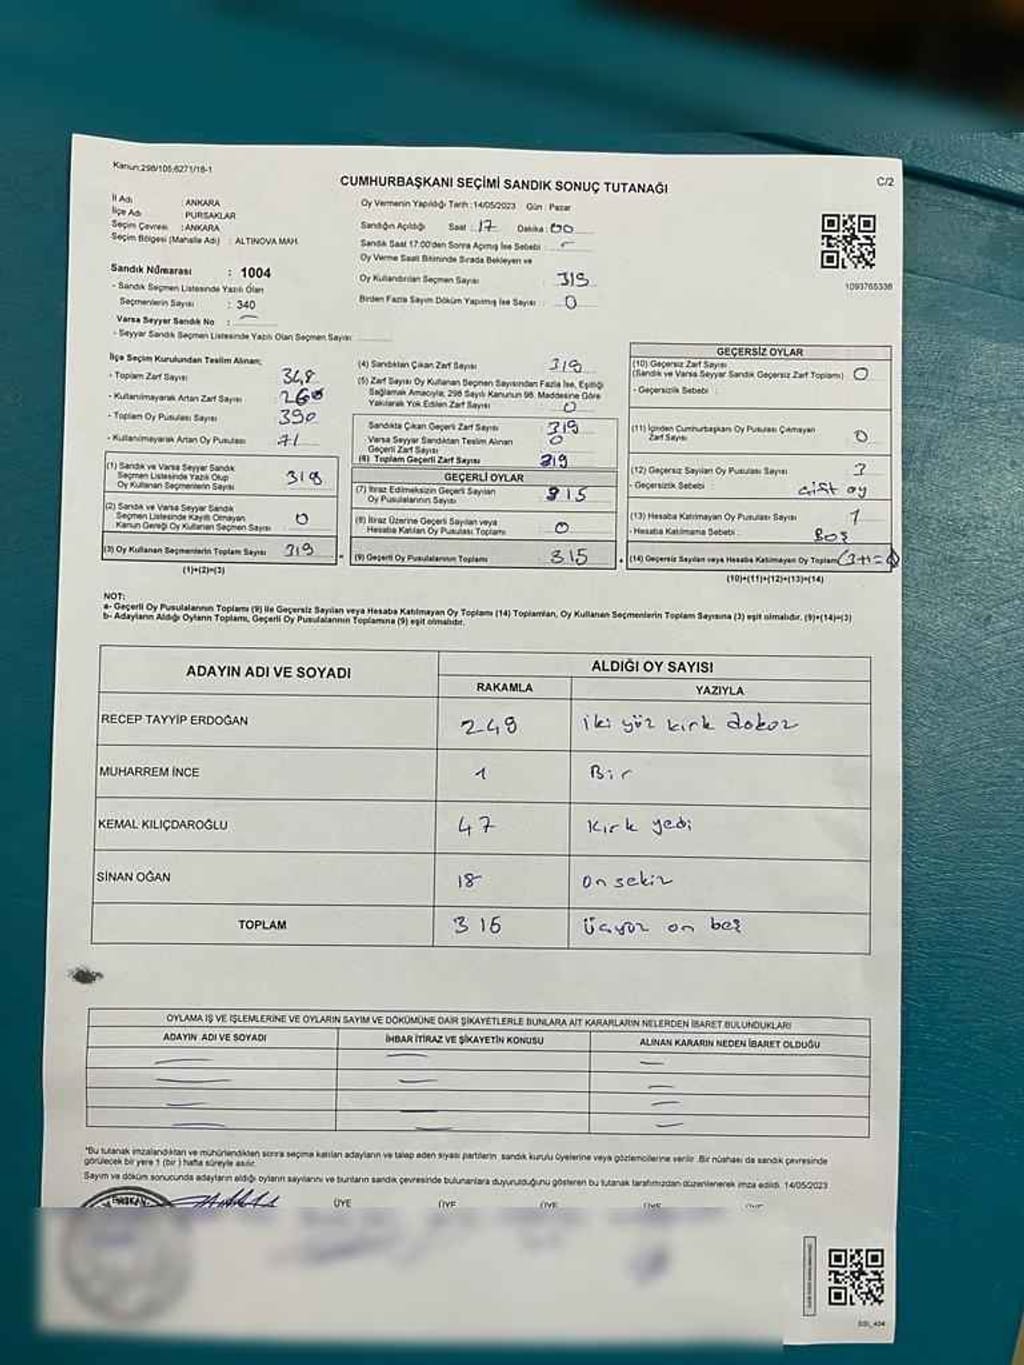 Kanun:298/105;6271/18-1
CUMHURBAŞKANI SEÇİMİ SANDIK SONUÇ TUTANAĞI
C/2
İl Adı : ANKARA
İlçe Adı : PURSAKLAR
Seçim Çevresi : ANKARA
Seçim Bölgesi (Mahalle Adı) : ALTINOVA MAH.
Oy Vermenin Yapıldığı Tarih :14/05/2023 Gün : Pazar
Sandığın Açıldığı Saat : 17 Dakika : 00
Sandık Saat 17:00'den Sonra Açılmış İse Sebebi :
Oy Verme Saati Bitiminde Sırada Bekleyen ve
Oy Kullandırılan Seçmen Sayısı 319
Birden Fazla Sayım Döküm Yapılmış İse Sayısı : 0
1093765336
Sandık Numarası : 1004
- Sandık Seçmen Listesinde Yazılı Olan
Seçmenlerin Sayısı : 340
Varsa Seyyar Sandık No :
- Seyyar Sandık Seçmen Listesinde Yazılı Olan Seçmen Sayısı
İlçe Seçim Kurulundan Teslim Alınan;
- Toplam Zarf Sayısı 348
- Kullanılmayarak Artan Zarf Sayısı
- Toplam Oy Pusulası Sayısı 390
- Kullanılmayarak Artan Oy Pusulası 71
(1) Sandık ve Varsa Seyyar Sandık
Seçmen Listesinde Yazılı Olup
Oy Kullanan Seçmenlerin Sayısı 319
(2) Sandık ve Varsa Seyyar Sandık
Seçmen Listesinde Kayıtlı Olmayan
Kanun Gereği Oy Kullanan Seçmen Sayısı 0
(3) Oy Kullanan Seçmenlerin Toplam Sayısı 319
(1)+(2)=(3)
(4) Sandıktan Çıkan Zarf Sayısı 319
(5) Zarf Sayısı Oy Kullanan Seçmen Sayısından Fazla İse, Eşitliği
Sağlamak Amacıyla; 298 Sayılı Kanunun 98. Maddesine Göre
Yakılarak Yok Edilen Zarf Sayısı 0
Sandıkta Çıkan Geçerli Zarf Sayısı 319
Varsa Seyyar Sandıktan Teslim Alınan
Geçerli Zarf Sayısı 0
(6) Toplam Geçerli Zarf Sayısı 319
GEÇERLİ OYLAR
(7) İtiraz Edilmeksizin Geçerli Sayılan
Oy Pusulalarının Sayısı 315
(8) İtiraz Üzerine Geçerli Sayılan veya
Hesaba Katılan Oy Pusulası Toplamı 0
(9) Geçerli Oy Pusulalarının Toplamı 315
GEÇERSİZ OYLAR
(10) Geçersiz Zarf Sayısı
(Sandık ve Varsa Seyyar Sandık Geçersiz Zarf Toplamı) 0
- Geçersizlik Sebebi :
(11) İçinden Cumhurbaşkanı Oy Pusulası Çıkmayan
Zarf Sayısı 0
(12) Geçersiz Sayılan Oy Pusulası Sayısı 3
- Geçersizlik Sebebi : çift oy
(13) Hesaba Katılmayan Oy Pusulası Sayısı 1
- Hesaba Katılmama Sebebi : Boş
(14) Geçersiz Sayılan veya Hesaba Katılmayan Oy Toplamı (3+1=4)
(10)+(11)+(12)+(13)=(14)
NOT:
a- Geçerli Oy Pusulalarının Toplamı (9) ile Geçersiz Sayılan veya Hesaba Katılmayan Oy Toplamı (14) Toplamları, Oy Kullanan Seçmenlerin Toplam Sayısına (3) eşit olmalıdır. (9)+(14)=(3)
b- Adayların Aldığı Oyların Toplamı, Geçerli Oy Pusulalarının Toplamına (9) eşit olmalıdır.
ADAYIN ADI VE SOYADI ALDIĞI OY SAYISI
RAKAMLA YAZIYLA
RECEP TAYYİP ERDOĞAN 249 iki yüz kırk dokuz
MUHARREM İNCE 1 Bir
KEMAL KILIÇDAROĞLU 47 Kırk yedi
SİNAN OĞAN 18 On sekiz
TOPLAM 315 Üçyüz on beş
OYLAMA İŞ VE İŞLEMLERİNE VE OYLARIN SAYIM VE DÖKÜMÜNE DAİR ŞİKAYETLERLE BUNLARA AİT KARARLARIN NELERDEN İBARET BULUNDUKLARI
ADAYIN ADI VE SOYADI İHBAR İTİRAZ VE ŞİKAYETİN KONUSU ALINAN KARARIN NEDEN İBARET OLDUĞU
*Bu tutanak imzalandıktan ve mühürlendikten sonra seçime katılan adayların ve talep eden siyasi partilerin sandık kurulu üyelerine veya gözlemcilerine verilir. Bir nüshası da sandık çevresinde
görülecek bir yere 1 (bir) hafta süreyle asılır.
Sayım ve döküm sonucunda adayların aldığı oyların sayılarını ve bunların sandık çevresinde bulunanlara duyurulduğunu gösteren bu tutanak tarafımızdan düzenlenerek imza edildi. 14/05/2023
ÜYE ÜYE ÜYE ÜYE ÜYE